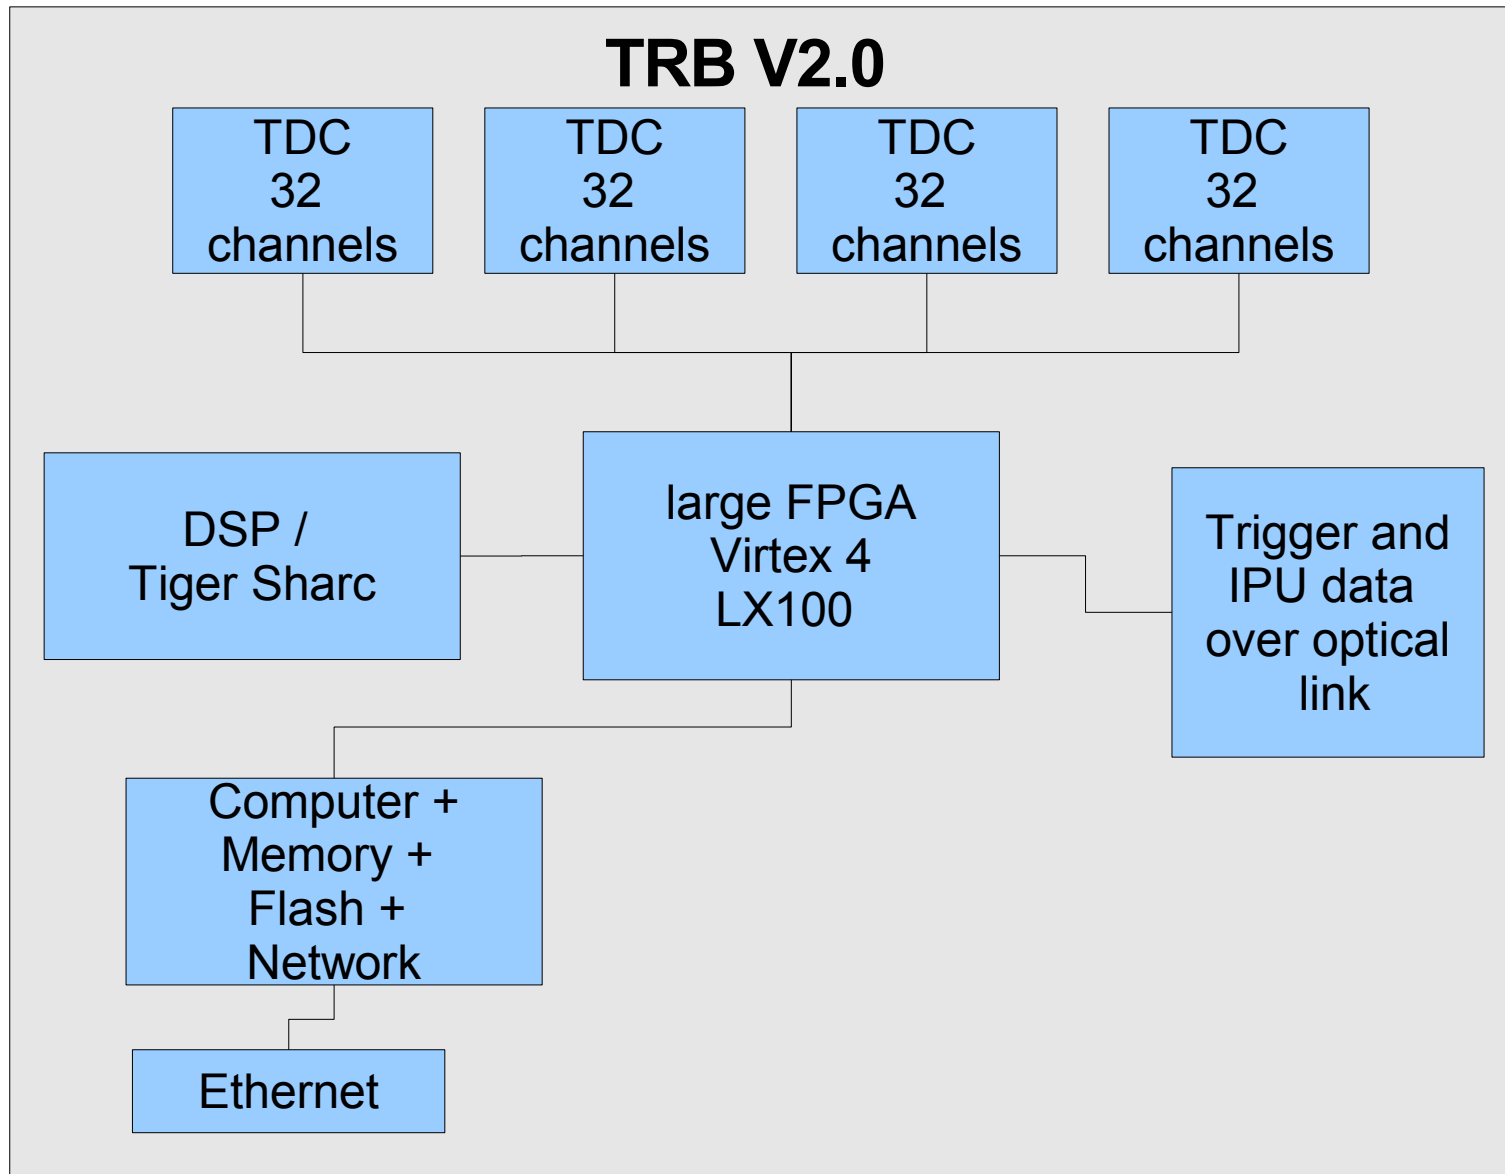 TRB V2.0
TDC
32
channels
TDC
32
channels
TDC
32
channels
TDC
32
channels
DSP /
Tiger Sharc
large FPGA
Virtex 4
LX100
Trigger and
IPU data
over optical
link
Computer +
Memory +
Flash +
Network
Ethernet